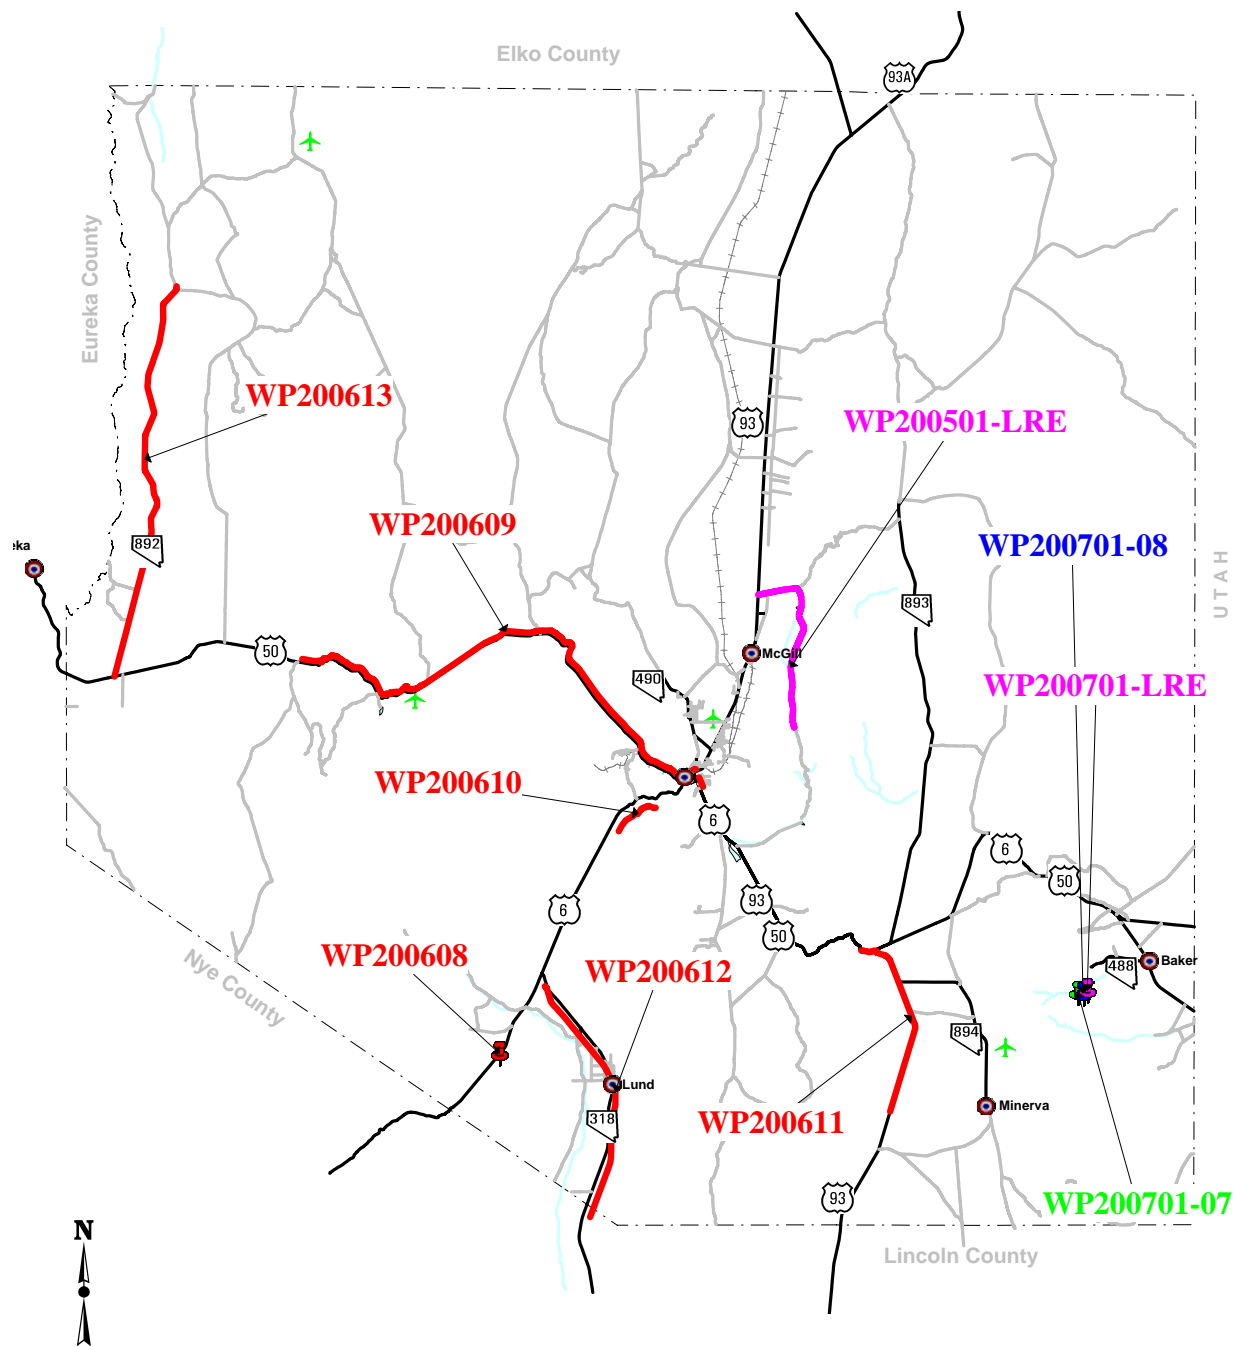 Elko County
93A
Eureka County
WP200613
93
WP200501-LRE
WP200609
WP200701-08
892
eka
UTAH
893
50
McGill
490
WP200701-LRE
WP200610
6
6
50
93
6
50
WP200608
Nye County
WP200612
Baker
488
894
Lund
Minerva
318
WP200611
93
WP200701-07
N
Lincoln County